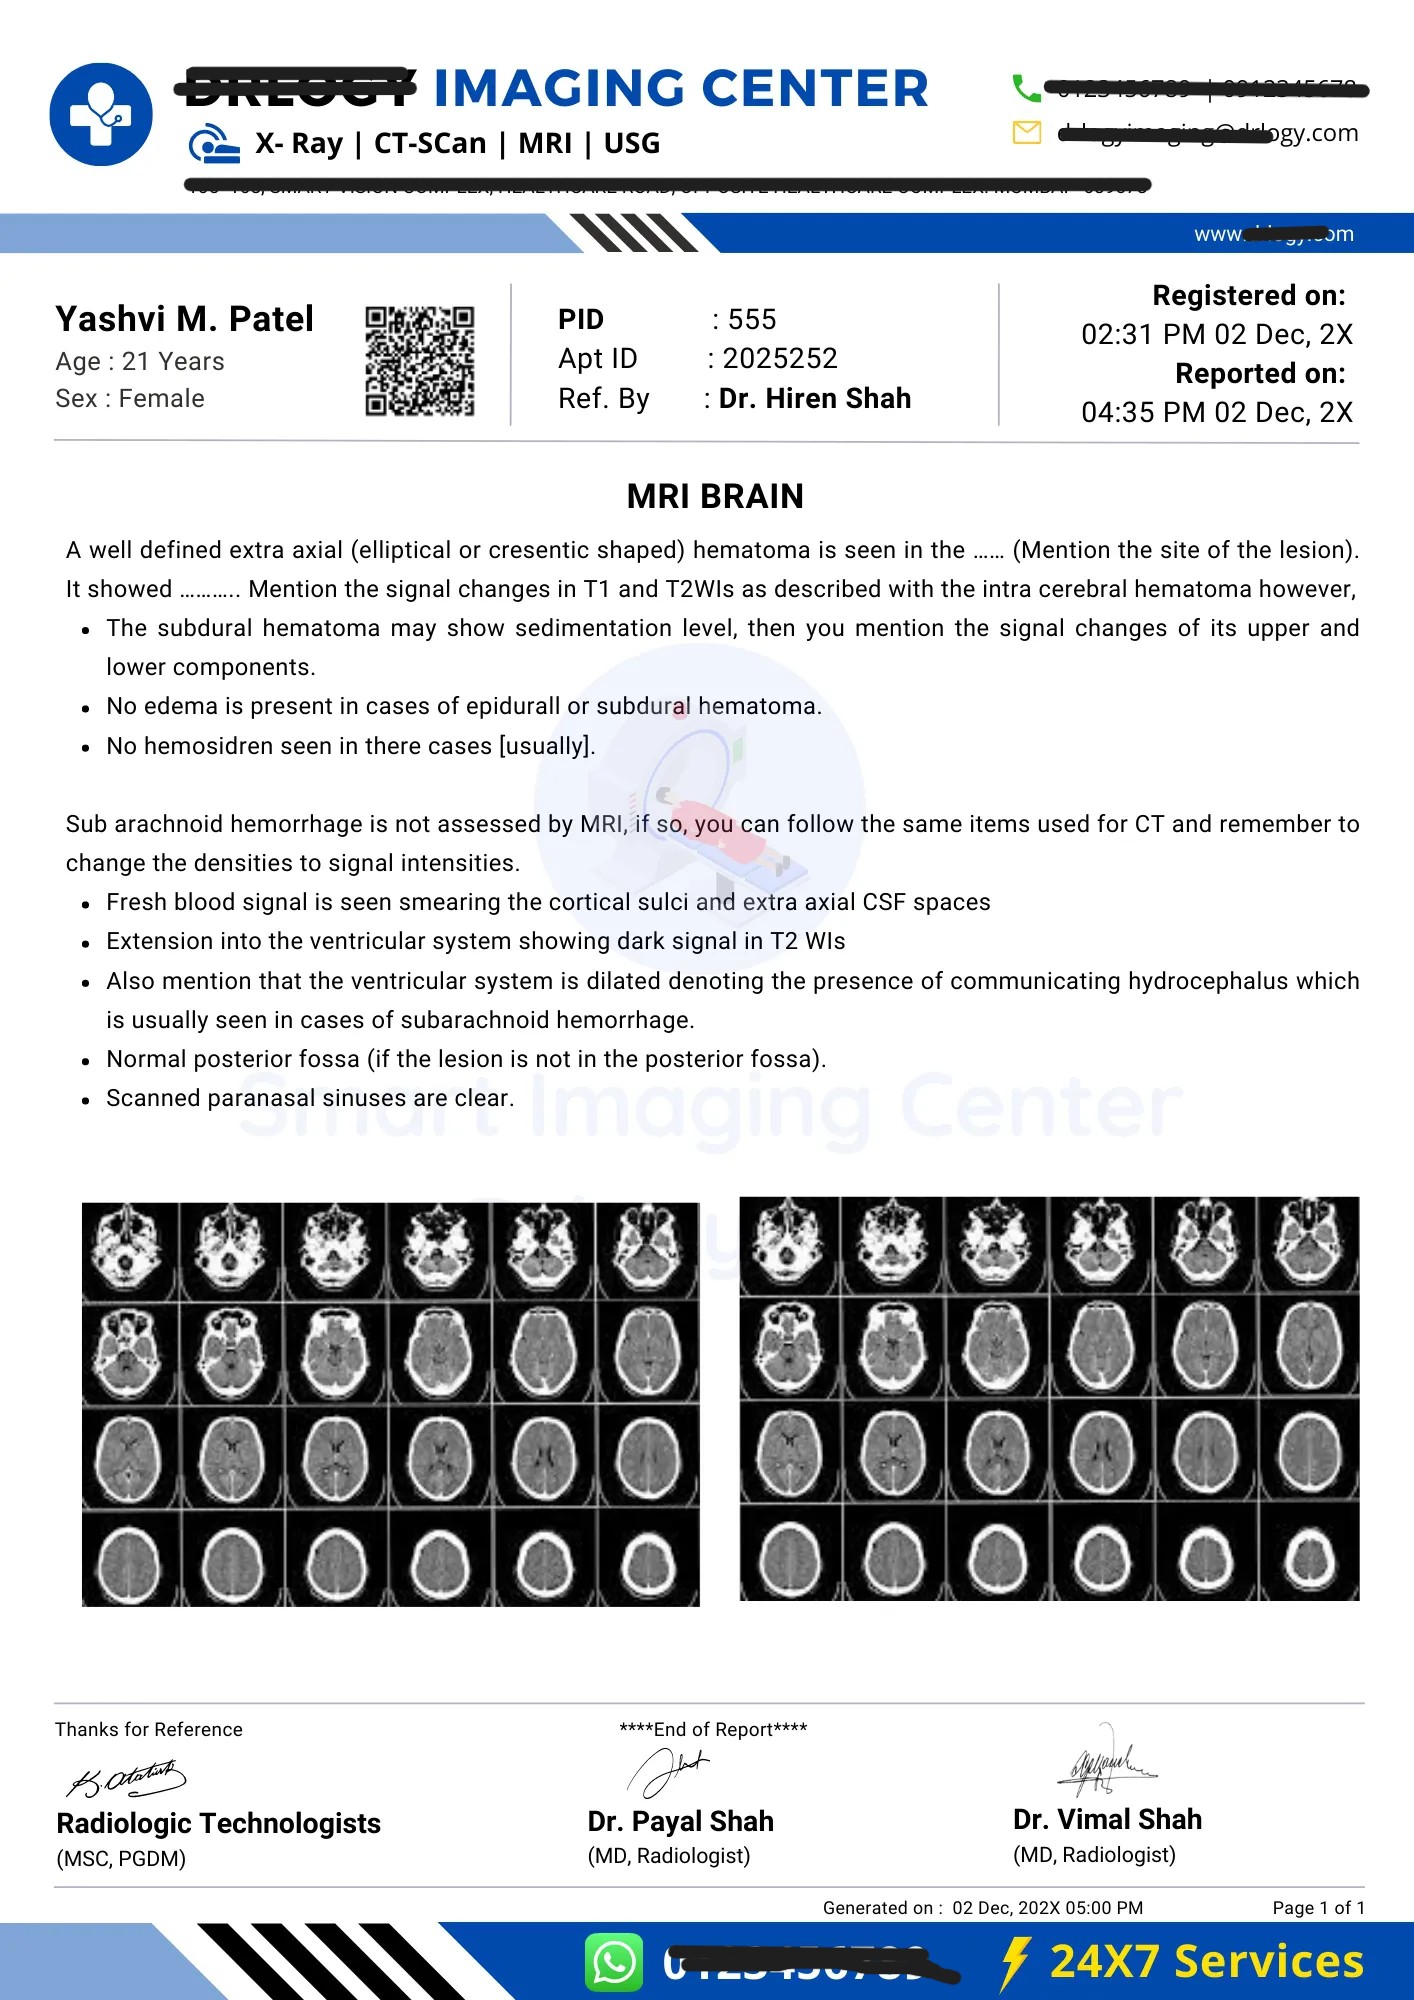 IMAGING CENTER
X- Ray | CT-SCan | MRI | USG
ogy.com
www. om
Yashvi M. Patel
Age : 21 Years
Sex : Female
PID : 555
Apt ID : 2025252
Ref. By : Dr. Hiren Shah
Registered on:
02:31 PM 02 Dec, 2X
Reported on:
04:35 PM 02 Dec, 2X
MRI BRAIN
A well defined extra axial (elliptical or cresentic shaped) hematoma is seen in the …... (Mention the site of the lesion).
It showed ……….. Mention the signal changes in T1 and T2WIs as described with the intra cerebral hematoma however,
• The subdural hematoma may show sedimentation level, then you mention the signal changes of its upper and
lower components.
• No edema is present in cases of epidurall or subdural hematoma.
• No hemosidren seen in there cases [usually].
Sub arachnoid hemorrhage is not assessed by MRI, if so, you can follow the same items used for CT and remember to
change the densities to signal intensities.
• Fresh blood signal is seen smearing the cortical sulci and extra axial CSF spaces
• Extension into the ventricular system showing dark signal in T2 WIs
• Also mention that the ventricular system is dilated denoting the presence of communicating hydrocephalus which
is usually seen in cases of subarachnoid hemorrhage.
• Normal posterior fossa (if the lesion is not in the posterior fossa).
• Scanned paranasal sinuses are clear.
Smart Imaging Center
Thanks for Reference
****End of Report****
Radiologic Technologists
(MSC, PGDM)
Dr. Payal Shah
(MD, Radiologist)
Dr. Vimal Shah
(MD, Radiologist)
Generated on : 02 Dec, 202X 05:00 PM
Page 1 of 1
24X7 Services